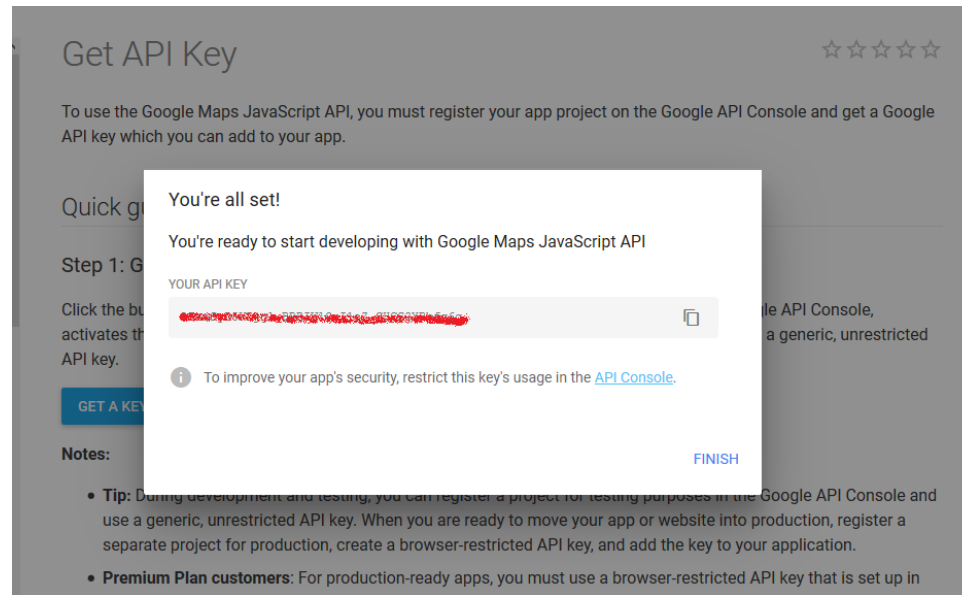 Get API Key
To use the Google Maps JavaScript API, you must register your app project on the Google API Console and get a Google
API key which you can add to your app.
Quick g
You're all set!
You're ready to start developing with Google Maps JavaScript API
Step 1: G
YOUR API KEY
Click the bu le API Console,
activates th a generic, unrestricted
API key.
To improve your app's security, restrict this key's usage in the API Console.
GET A KEY
Notes:
FINISH
• Tip: During development and testing, you can register a project for testing purposes in the Google API Console and
use a generic, unrestricted API key. When you are ready to move your app or website into production, register a
separate project for production, create a browser-restricted API key, and add the key to your application.
• Premium Plan customers: For production-ready apps, you must use a browser-restricted API key that is set up in